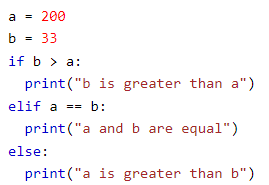 a = 200
b = 33
if b > a:
  print("b is greater than a")
elif a == b:
  print("a and b are equal")
else:
  print("a is greater than b")